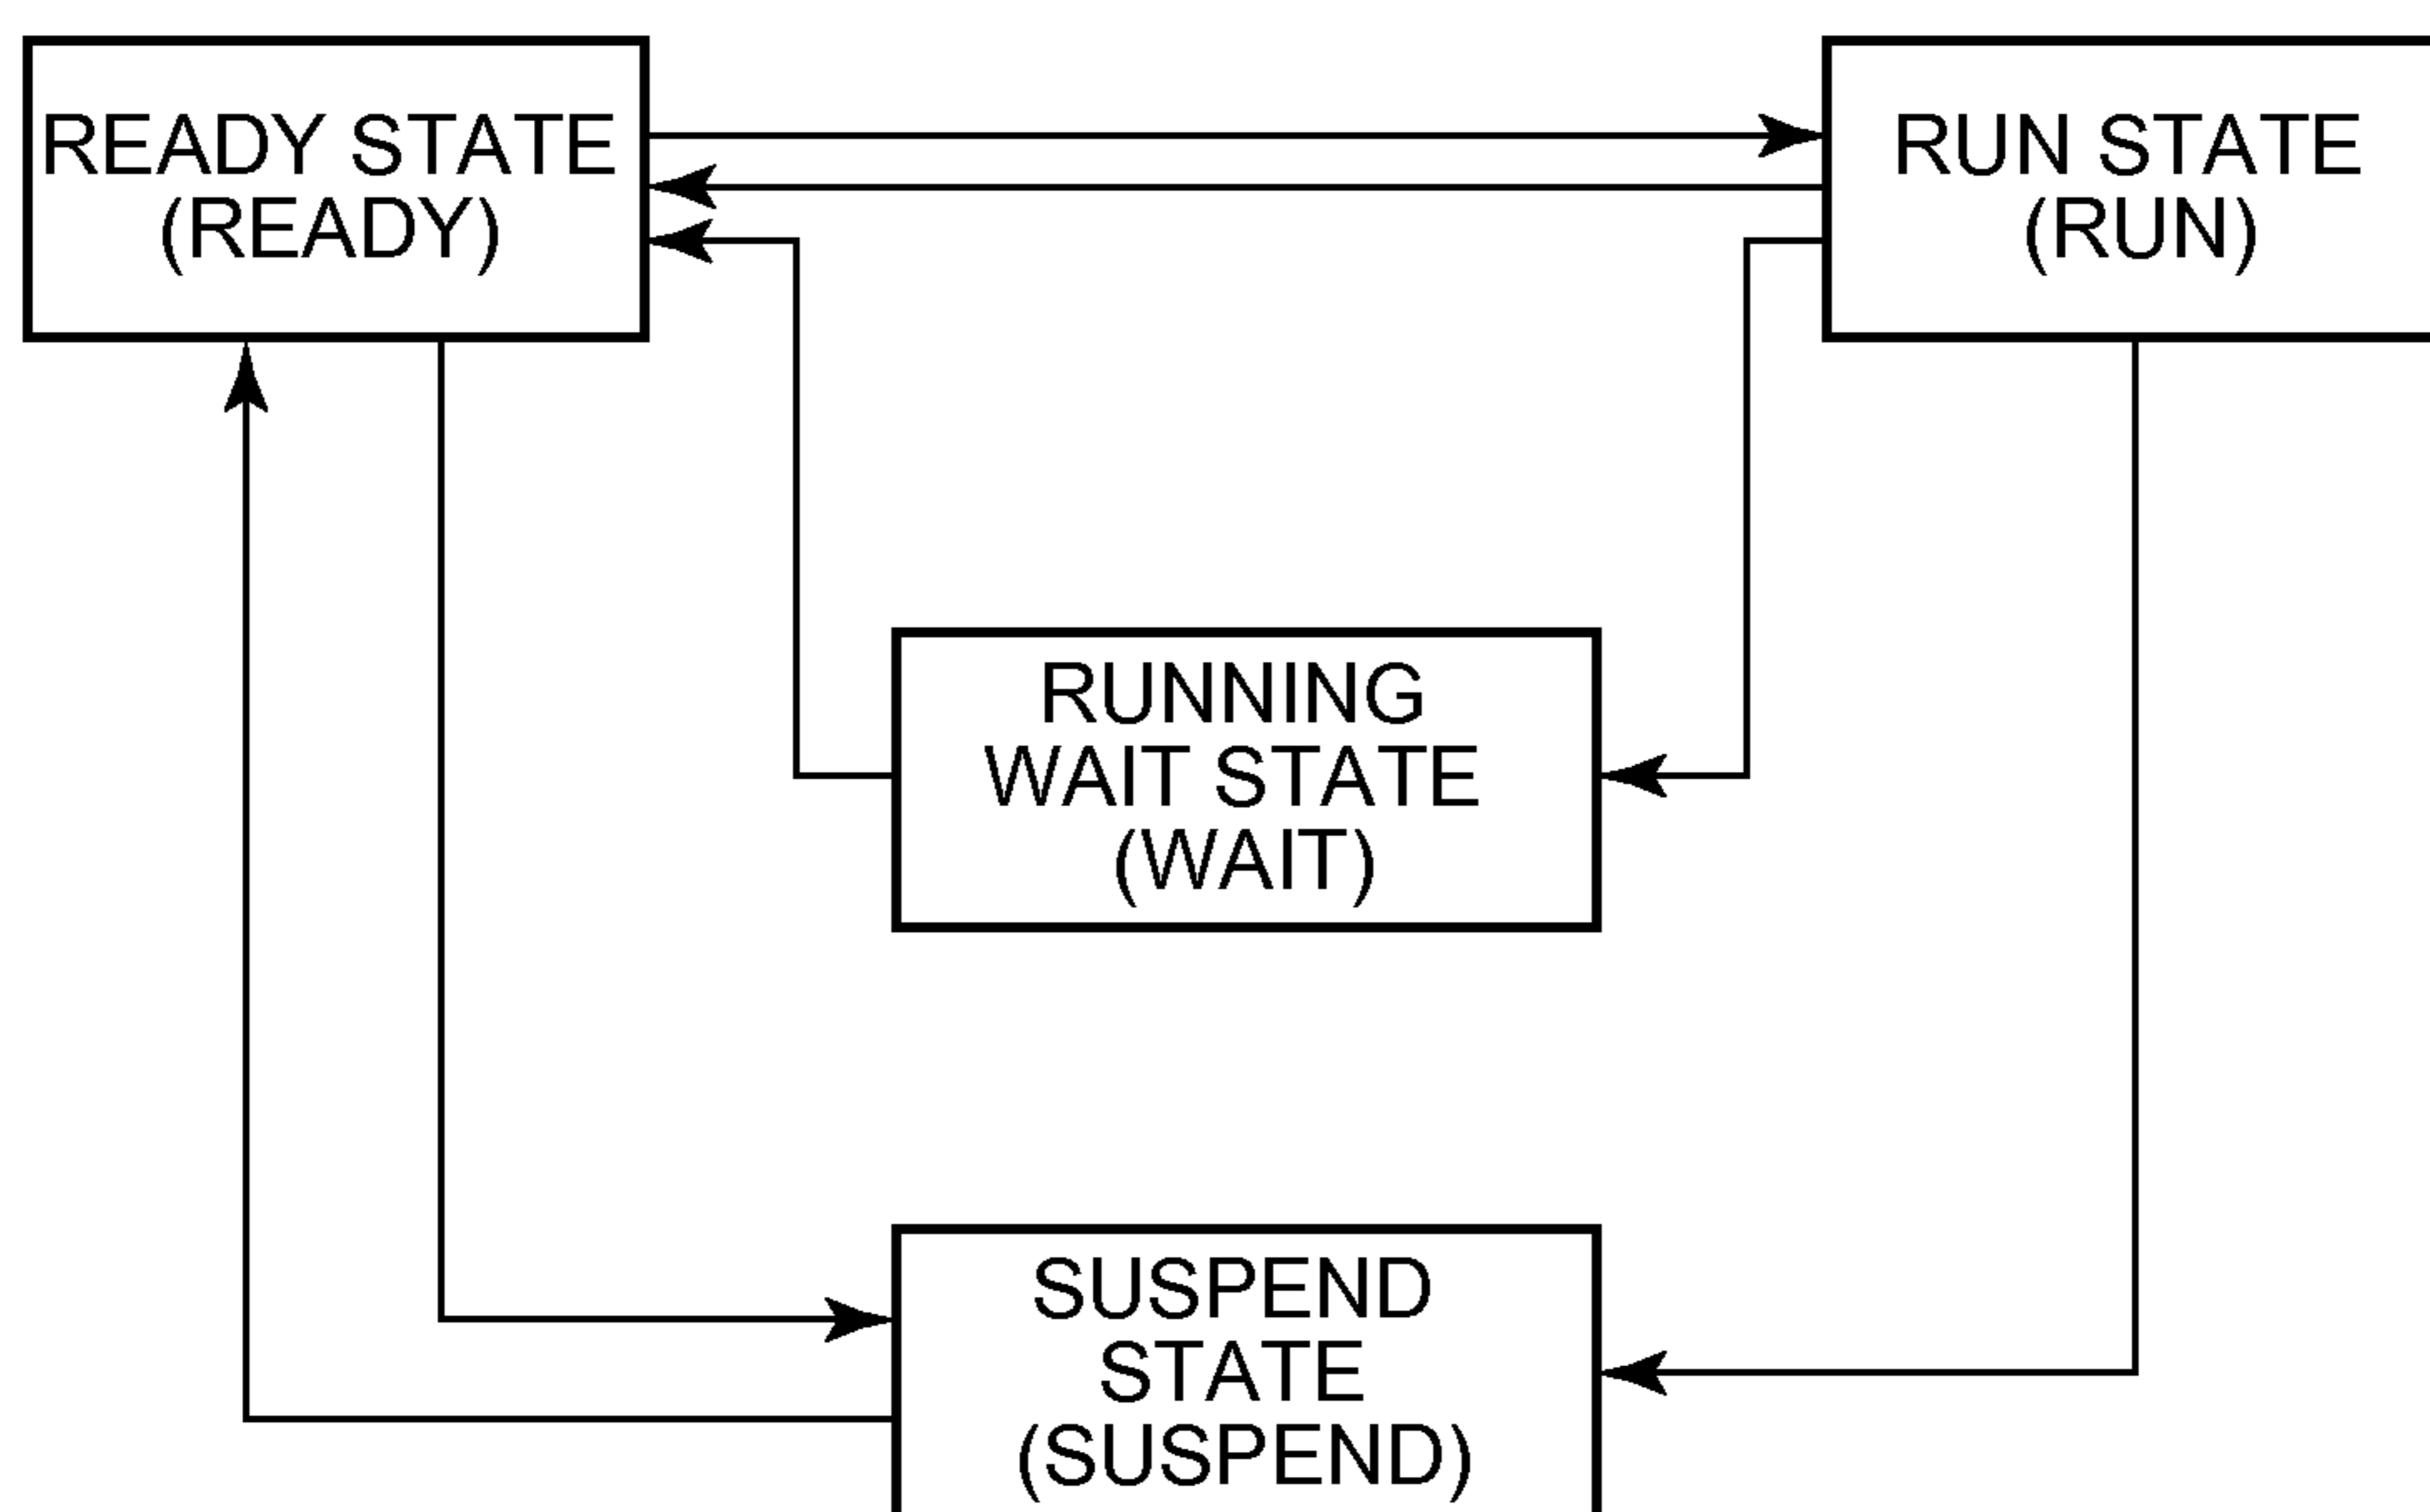 READY STATE
(READY)
RUN STATE
(RUN)
RUNNING
WAIT STATE
(WAIT)
SUSPEND
STATE
(SUSPEND)